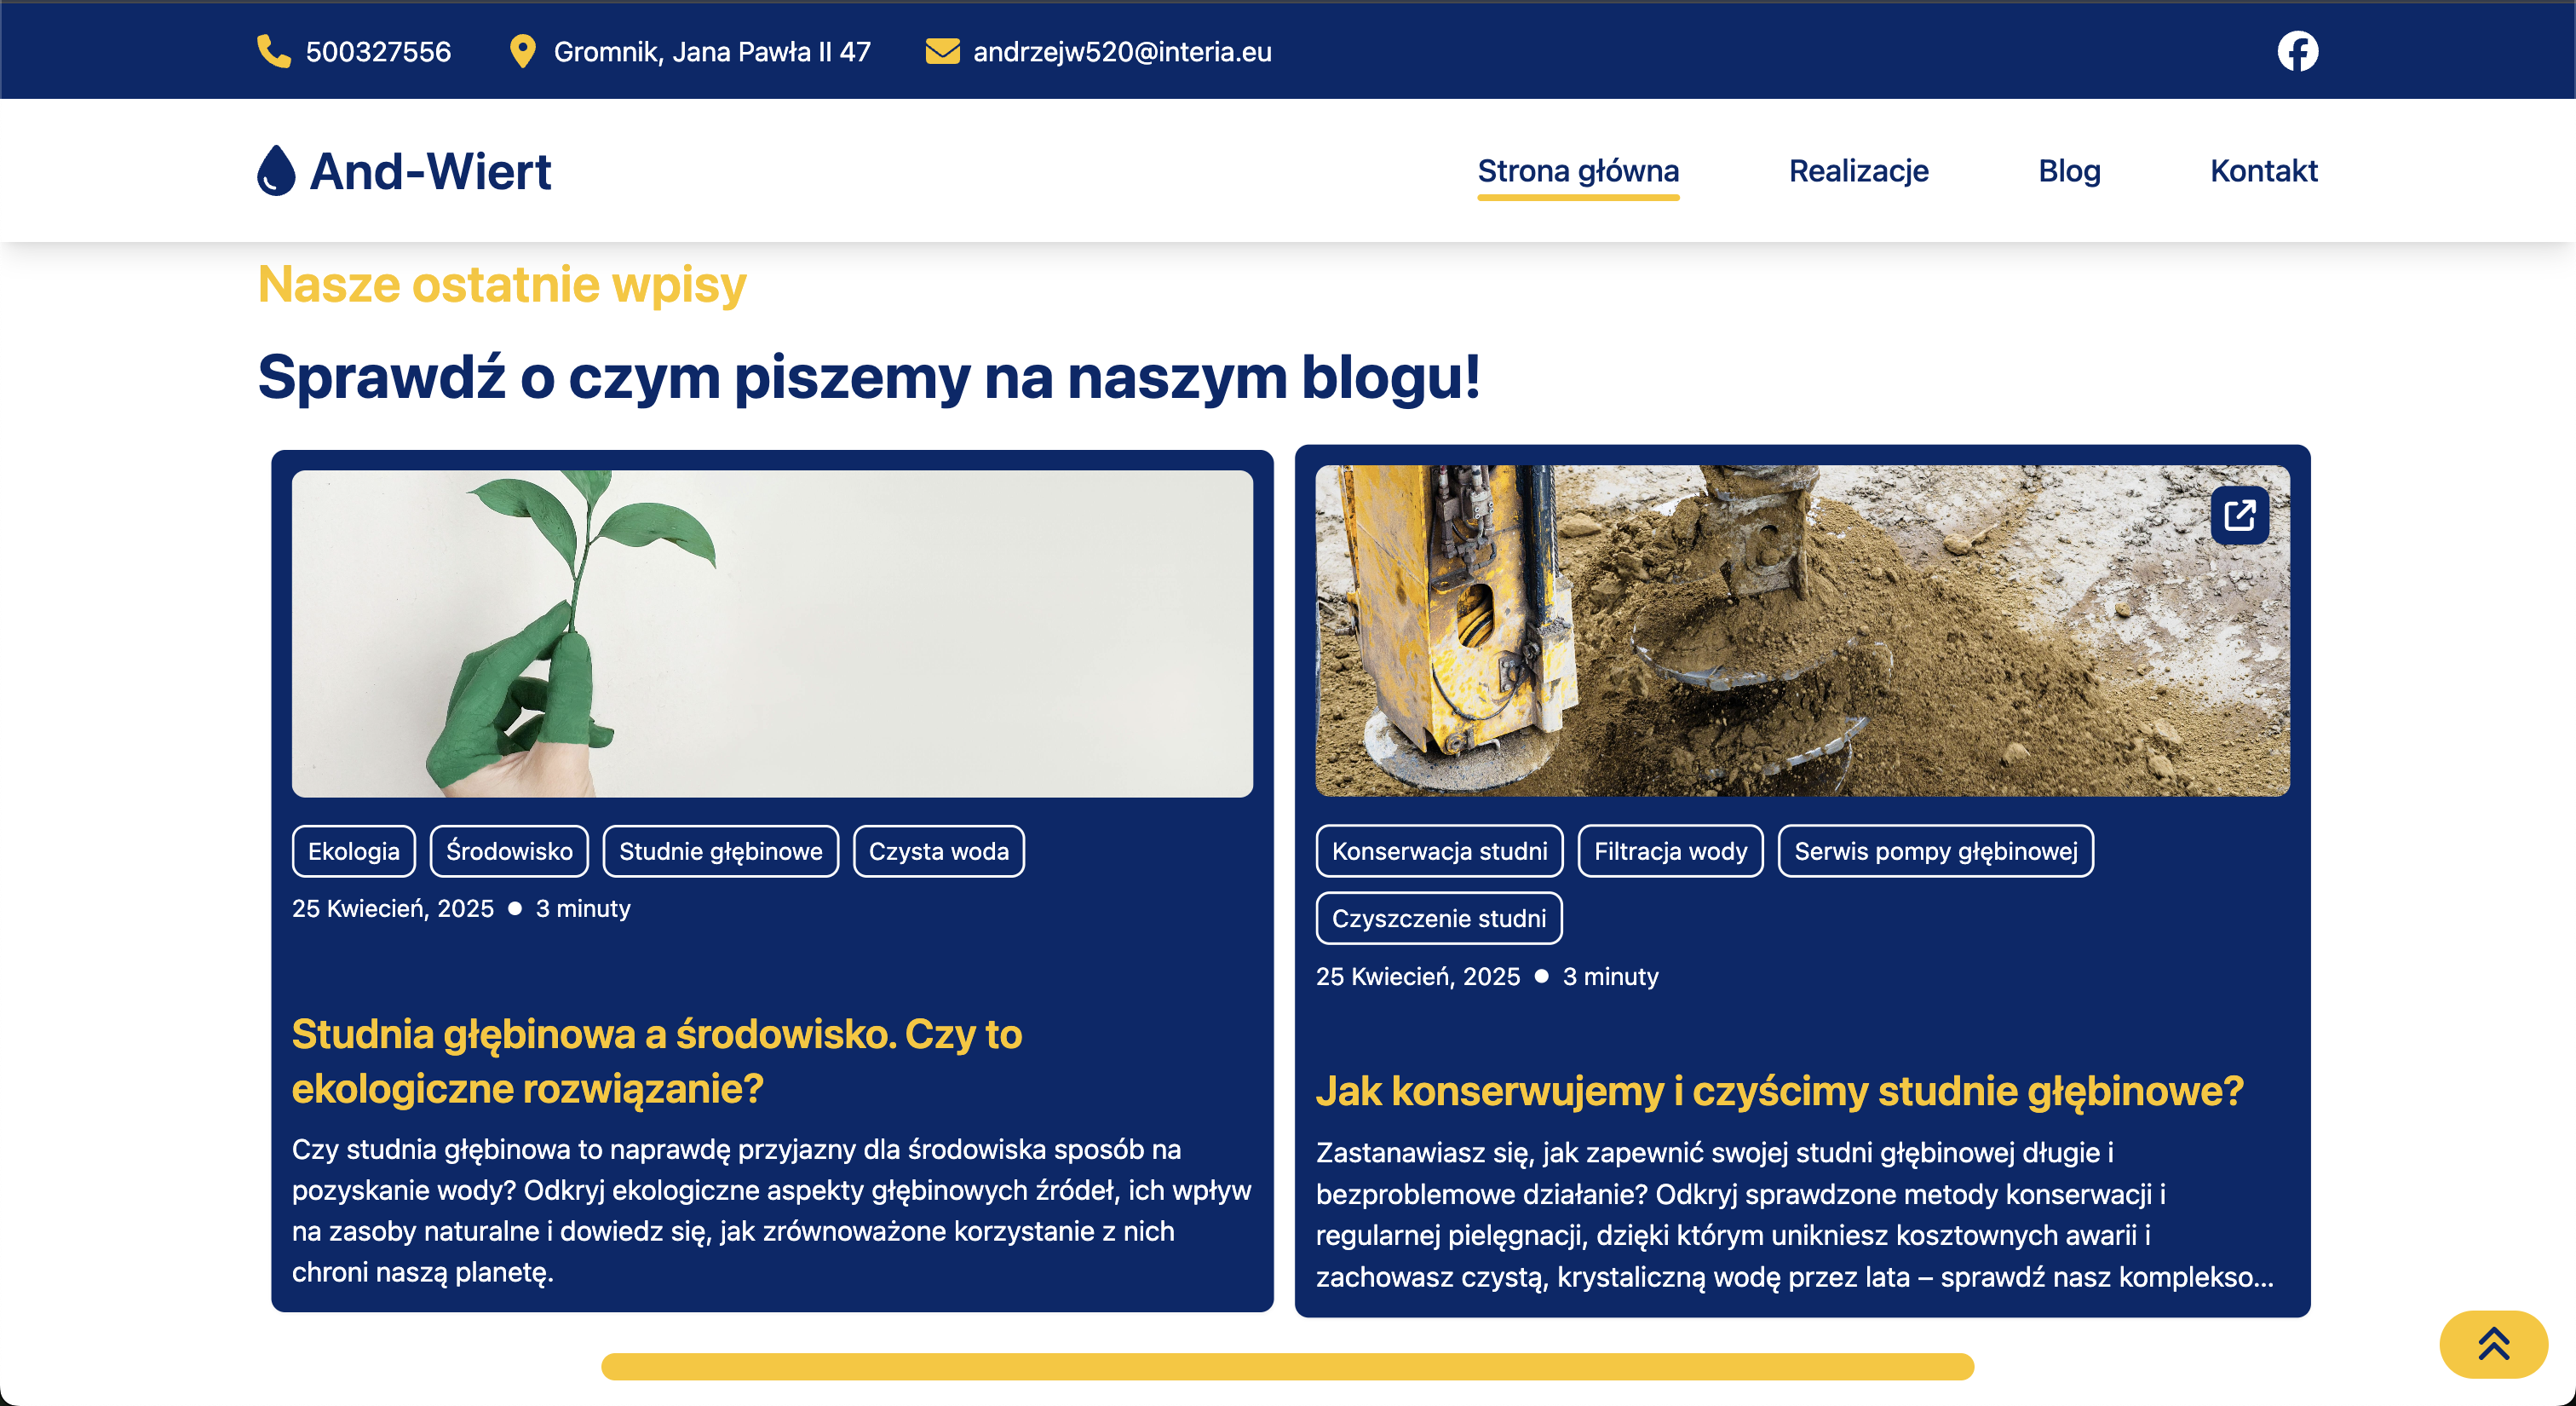 500327556
Gromnik, Jana Pawła II 47
andrzejw520@interia.eu
And-Wiert
Strona główna
Realizacje
Blog
Kontakt
Nasze ostatnie wpisy
Sprawdź o czym piszemy na naszym blogu!
Ekologia
Środowisko
Studnie głębinowe
Czysta woda
25 Kwiecień, 2025 ● 3 minuty
Studnia głębinowa a środowisko. Czy to
ekologiczne rozwiązanie?
Czy studnia głębinowa to naprawdę przyjazny dla środowiska sposób na
pozyskanie wody? Odkryj ekologiczne aspekty głębinowych źródeł, ich wpływ
na zasoby naturalne i dowiedz się, jak zrównoważone korzystanie z nich
chroni naszą planetę.
Konserwacja studni
Filtracja wody
Serwis pompy głębinowej
Czyszczenie studni
25 Kwiecień, 2025 ● 3 minuty
Jak konserwujemy i czyścimy studnie głębinowe?
Zastanawiasz się, jak zapewnić swojej studni głębinowej długie i
bezproblemowe działanie? Odkryj sprawdzone metody konserwacji i
regularnej pielęgnacji, dzięki którym unikniesz kosztownych awarii i
zachowasz czystą, krystaliczną wodę przez lata – sprawdź nasz komplekso...